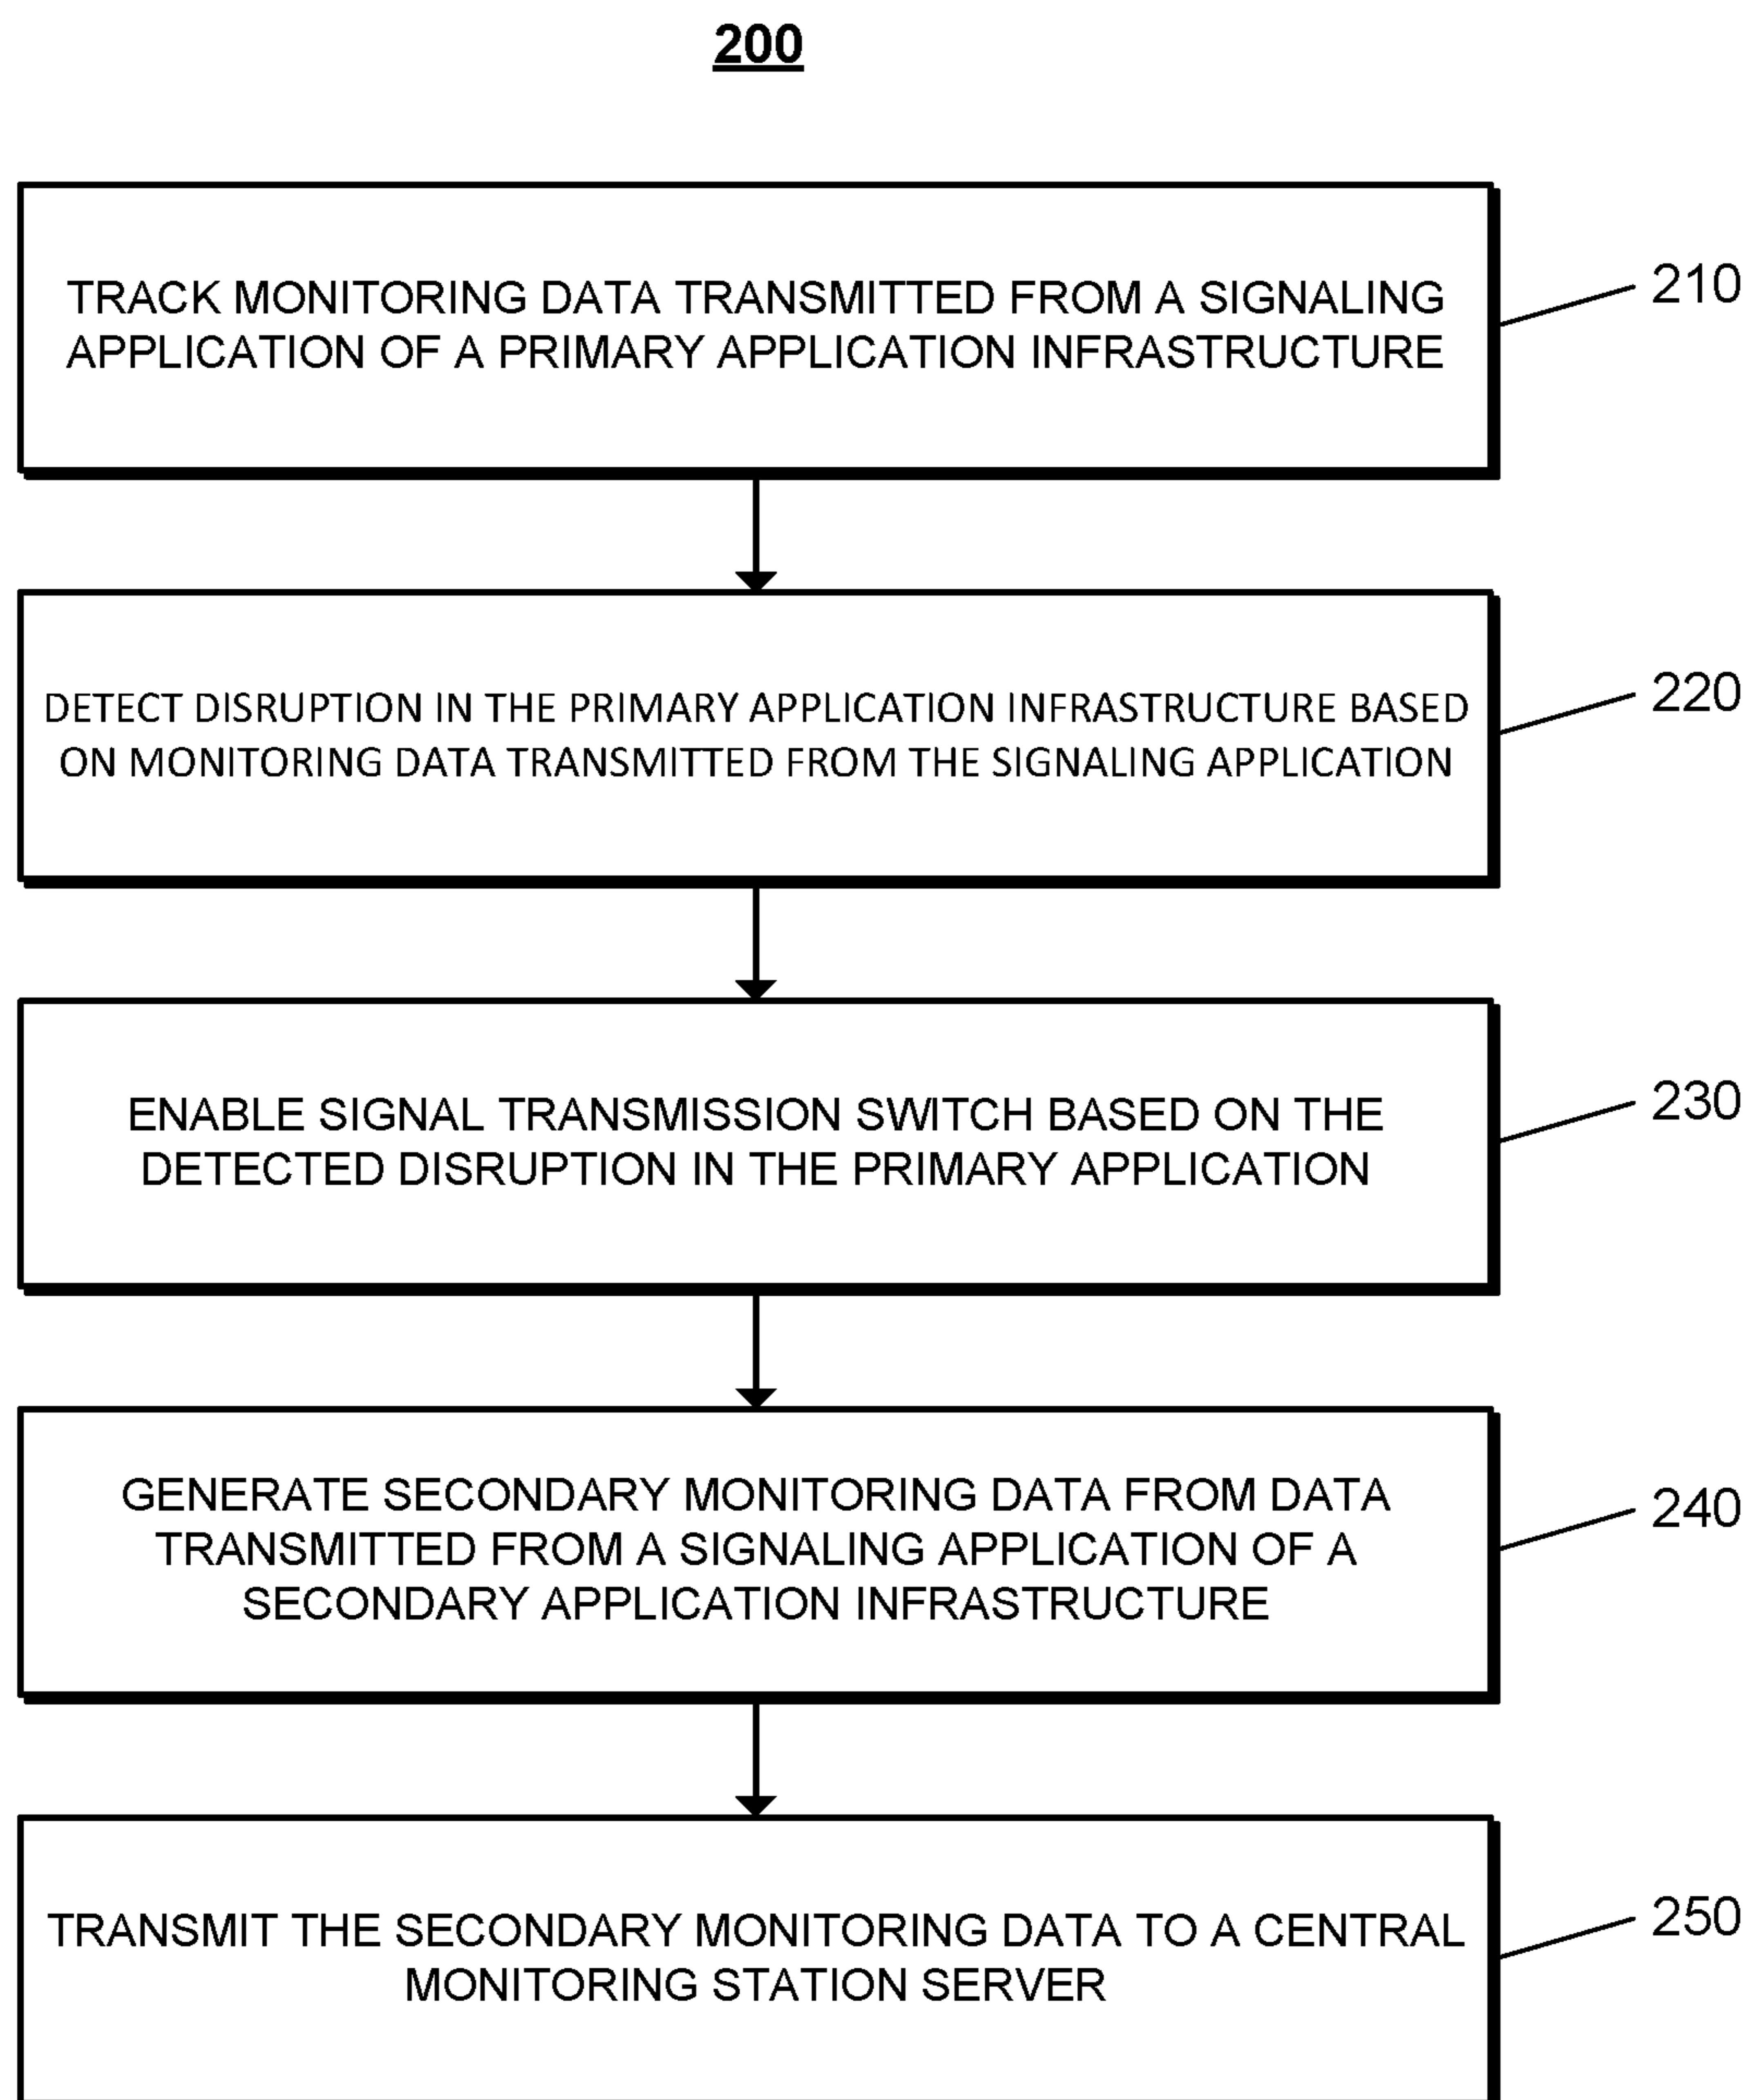 200
TRACK MONITORING DATA TRANSMITTED FROM A SIGNALING
APPLICATION OF A PRIMARY APPLICATION INFRASTRUCTURE
210
DETECT DISRUPTION IN THE PRIMARY APPLICATION INFRASTRUCTURE BASED
ON MONITORING DATA TRANSMITTED FROM THE SIGNALING APPLICATION
220
ENABLE SIGNAL TRANSMISSION SWITCH BASED ON THE
DETECTED DISRUPTION IN THE PRIMARY APPLICATION
230
GENERATE SECONDARY MONITORING DATA FROM DATA
TRANSMITTED FROM A SIGNALING APPLICATION OF A
SECONDARY APPLICATION INFRASTRUCTURE
240
TRANSMIT THE SECONDARY MONITORING DATA TO A CENTRAL
MONITORING STATION SERVER
250